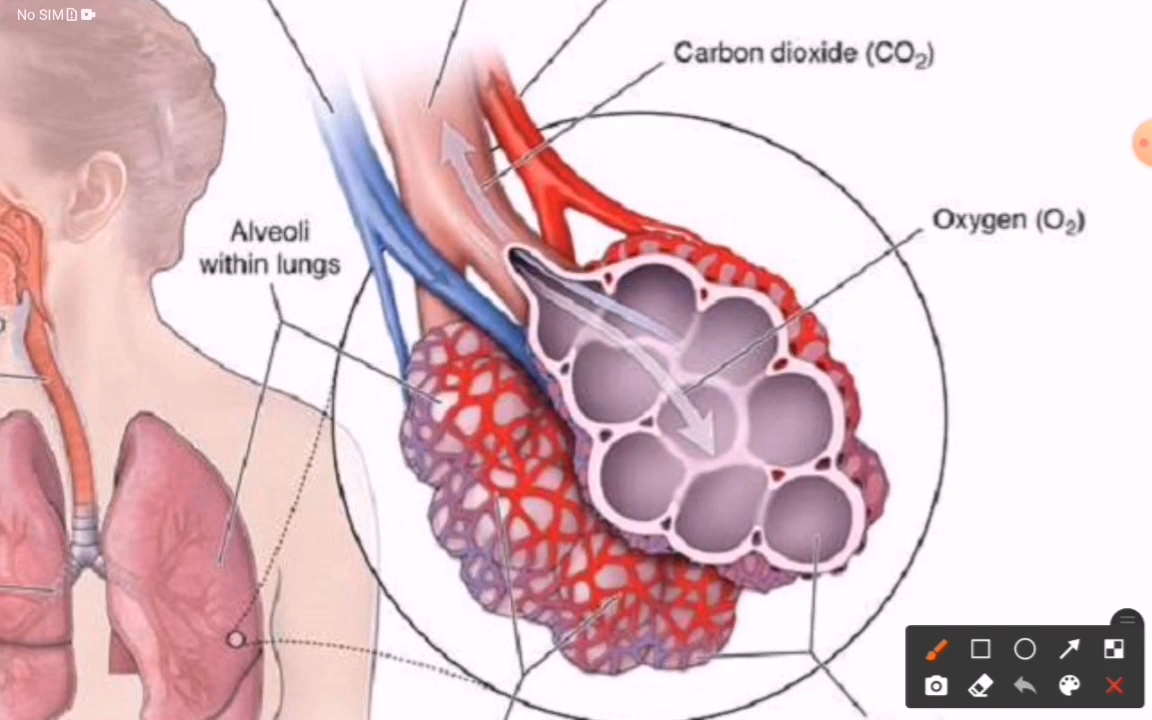 No SIM
Carbon dioxide (CO₂)
Oxygen (O₂)
Alveoli
within lungs